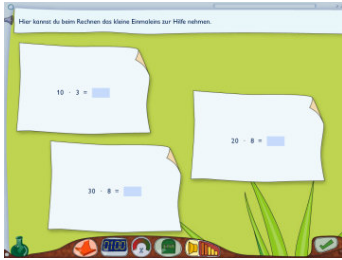 Hier kannst du beim Rechnen das kleine Einmaleins zur Hilfe nehmen.
10 · 3 =
20 · 8 =
30 · 8 =